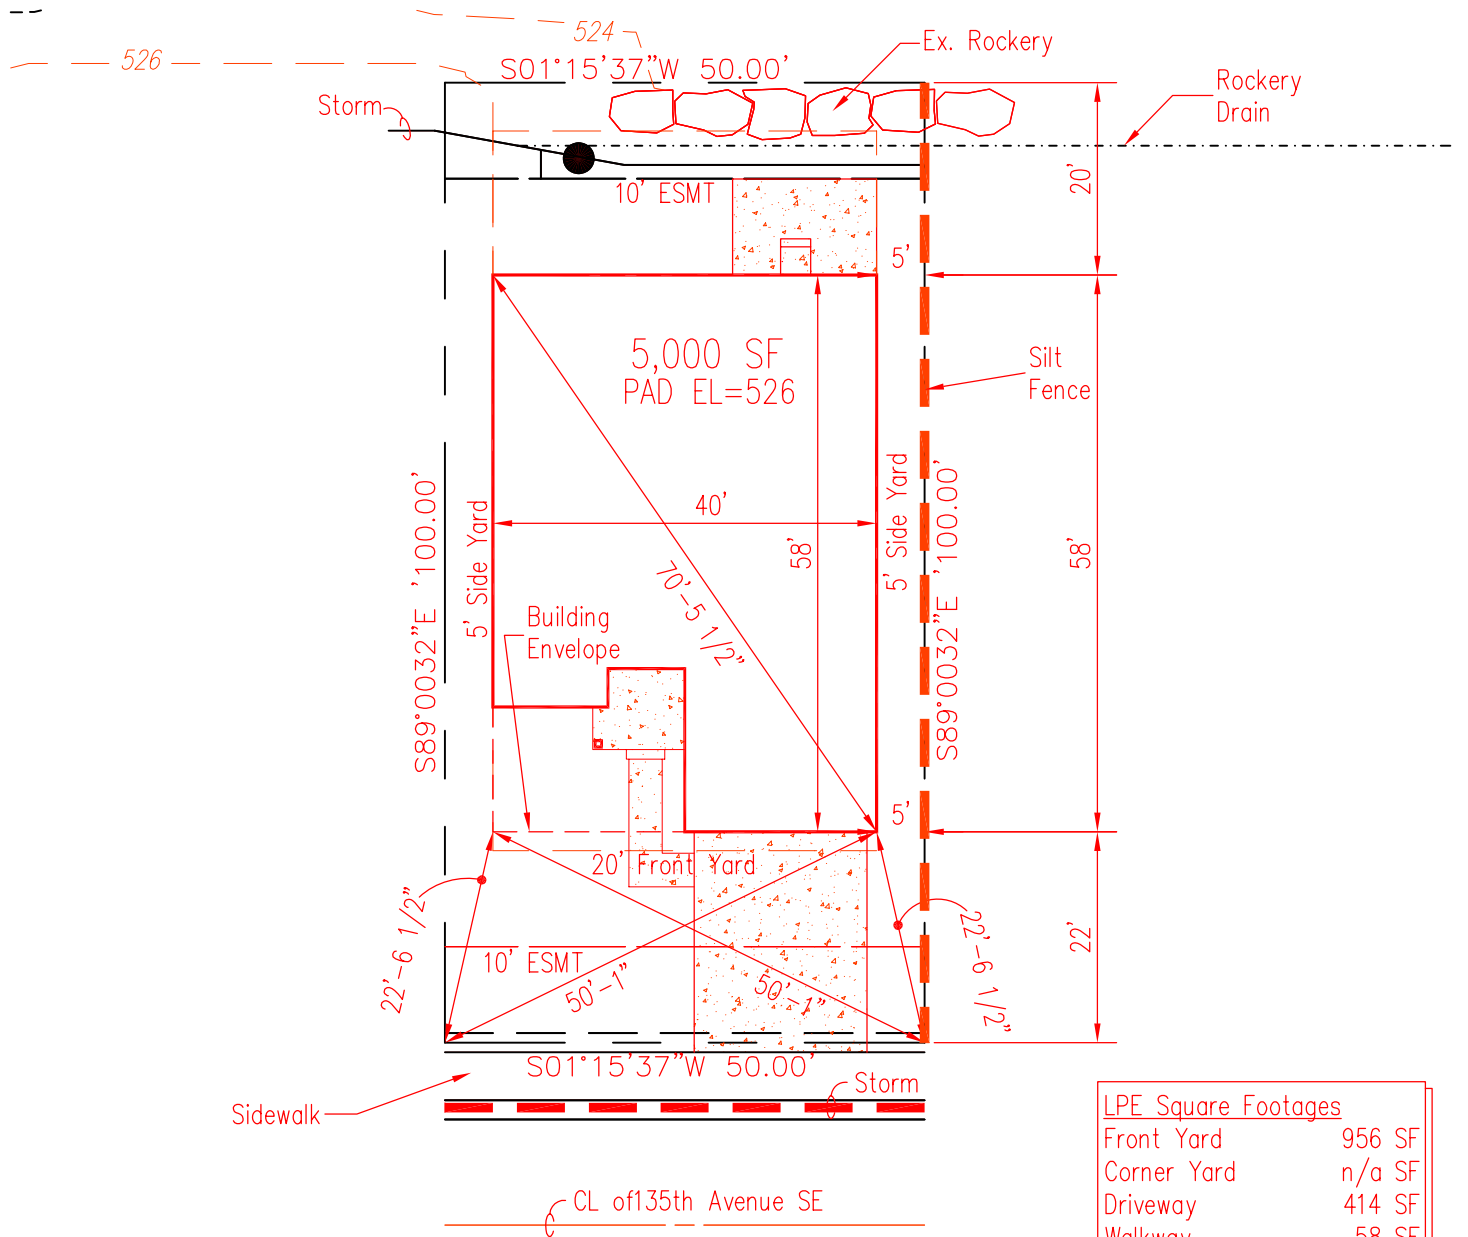 524
526
S01°15'37"W 50.00'
Ex. Rockery
Rockery
Drain
Storm
20'
10' ESMT
5'
5,000 SF
PAD EL=526
Silt
Fence
40'
58'
58'
5' Side Yard
5' Side Yard
S89°0032"E '100.00'
S89°0032"E '100.00'
70'-5 1/2"
Building
Envelope
5'
20' Front Yard
22'-6 1/2"
22'-6 1/2"
22'
10' ESMT
50'-1"
50'-1"
S01°15'37"W 50.00'
Storm
Sidewalk
CL of135th Avenue SE
LPE Square Footages
Front Yard 956 SF
Corner Yard n/a SF
Driveway 414 SF
Walkway 58 SF